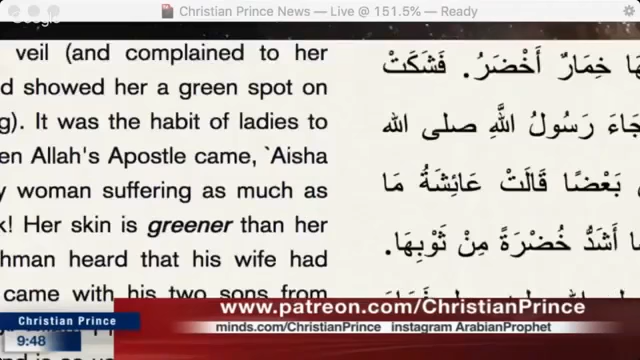 Christian Prince News — Live @ 151.5% — Ready
veil (and complained to her
showed her a green spot on
It was the habit of ladies to
Allah's Apostle came, `Aisha
woman suffering as much as
Her skin is greener than her
heard that his wife had
came with his two sons from
خِمَارٌ أَخْضَرُ. فَشَكَتْ
جَاءَ رَسُولُ اللَّهِ صلى الله
بَعْضًا قَالَتْ عَائِشَةُ مَا
أَشَدُّ خُضْرَةً مِنْ ثَوْبِهَا.
www.patreon.com/ChristianPrince
Christian Prince
minds.com/ChristianPrince instagram ArabianProphet
9:48